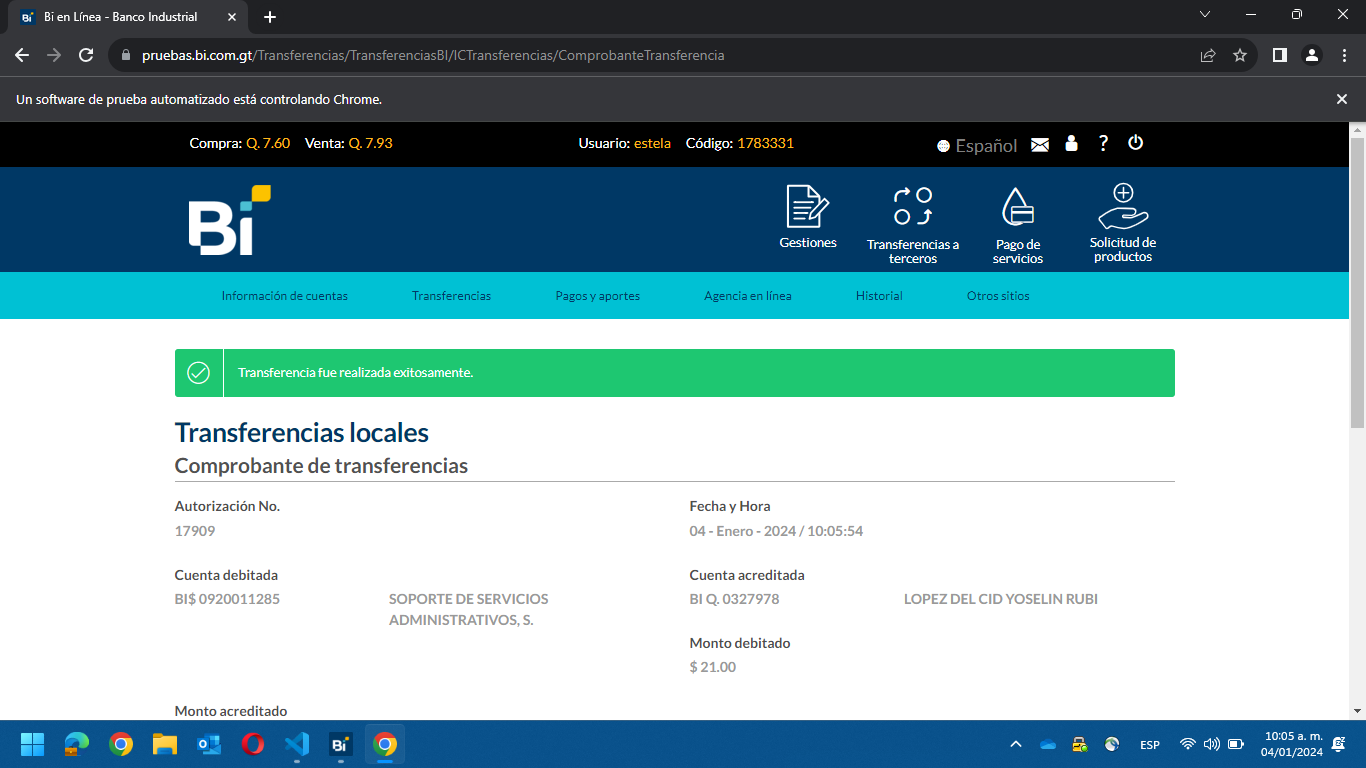 Bi en Línea - Banco Industrial
pruebas.bi.com.gt/Transferencias/TransferenciasBI/ICTransferencias/ComprobanteTransferencia
Un software de prueba automatizado está controlando Chrome.
Compra: Q. 7.60 Venta: Q. 7.93 Usuario: estela Código: 1783331 Español ?
Bi
Gestiones
Transferencias a
terceros
Pago de
servicios
Solicitud de
productos
Información de cuentas Transferencias Pagos y aportes Agencia en línea Historial Otros sitios
Transferencia fue realizada exitosamente.
Transferencias locales
Comprobante de transferencias
Autorización No. Fecha y Hora
17909 04 - Enero - 2024 / 10:05:54
Cuenta debitada Cuenta acreditada
BI$ 0920011285 SOPORTE DE SERVICIOS
ADMINISTRATIVOS, S.
BI Q. 0327978 LOPEZ DEL CID YOSELIN RUBI
Monto debitado
$ 21.00
Monto acreditado
Bi
ESP
10:05 a. m.
04/01/2024